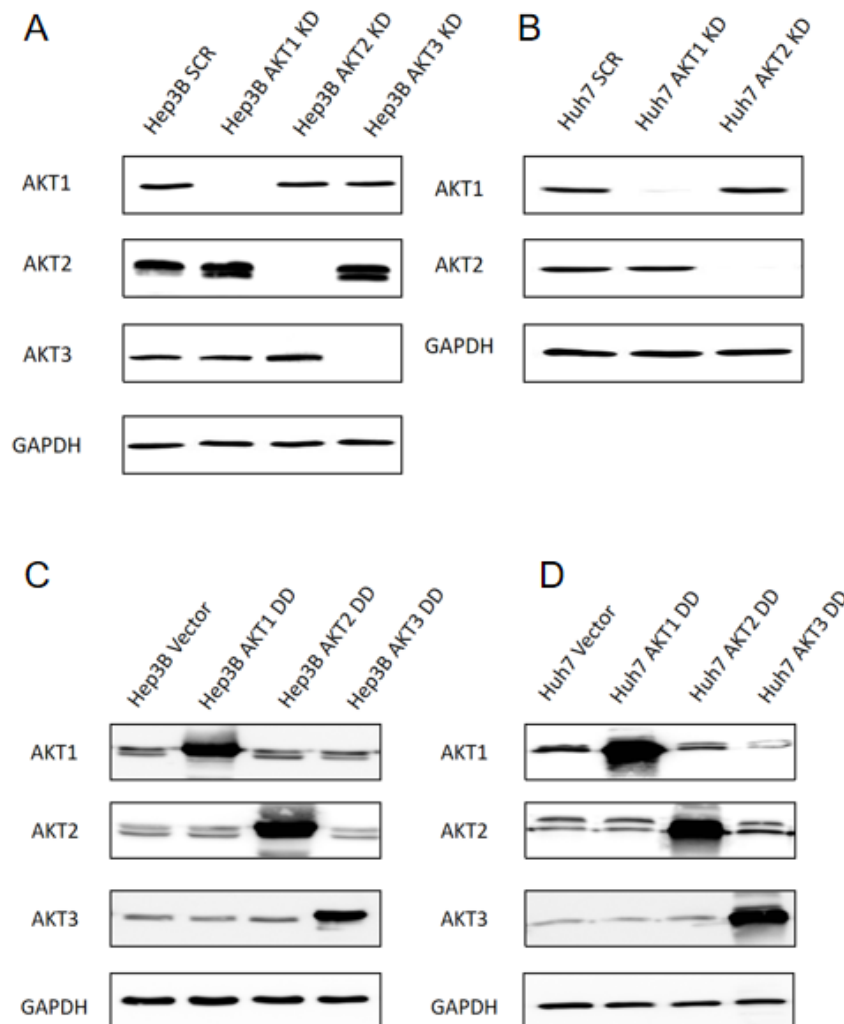 A
Hep3B SCR
Hep3B AKT1 KD
Hep3B AKT2 KD
Hep3B AKT3 KD
AKT1
AKT2
AKT3
GAPDH
B
Huh7 SCR
Huh7 AKT1 KD
Huh7 AKT2 KD
AKT1
AKT2
GAPDH
C
Hep3B Vector
Hep3B AKT1 DD
Hep3B AKT2 DD
Hep3B AKT3 DD
AKT1
AKT2
AKT3
GAPDH
D
Huh7 Vector
Huh7 AKT1 DD
Huh7 AKT2 DD
Huh7 AKT3 DD
AKT1
AKT2
AKT3
GAPDH